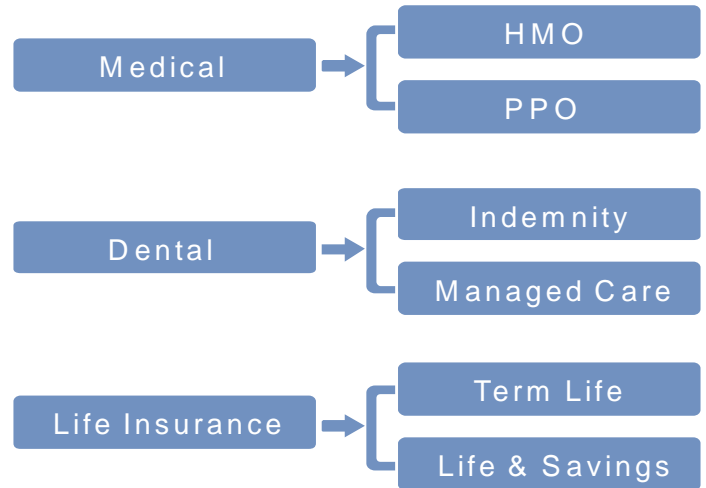 Medical
HMO
PPO
Dental
Indemnity
Managed Care
Life Insurance
Term Life
Life & Savings